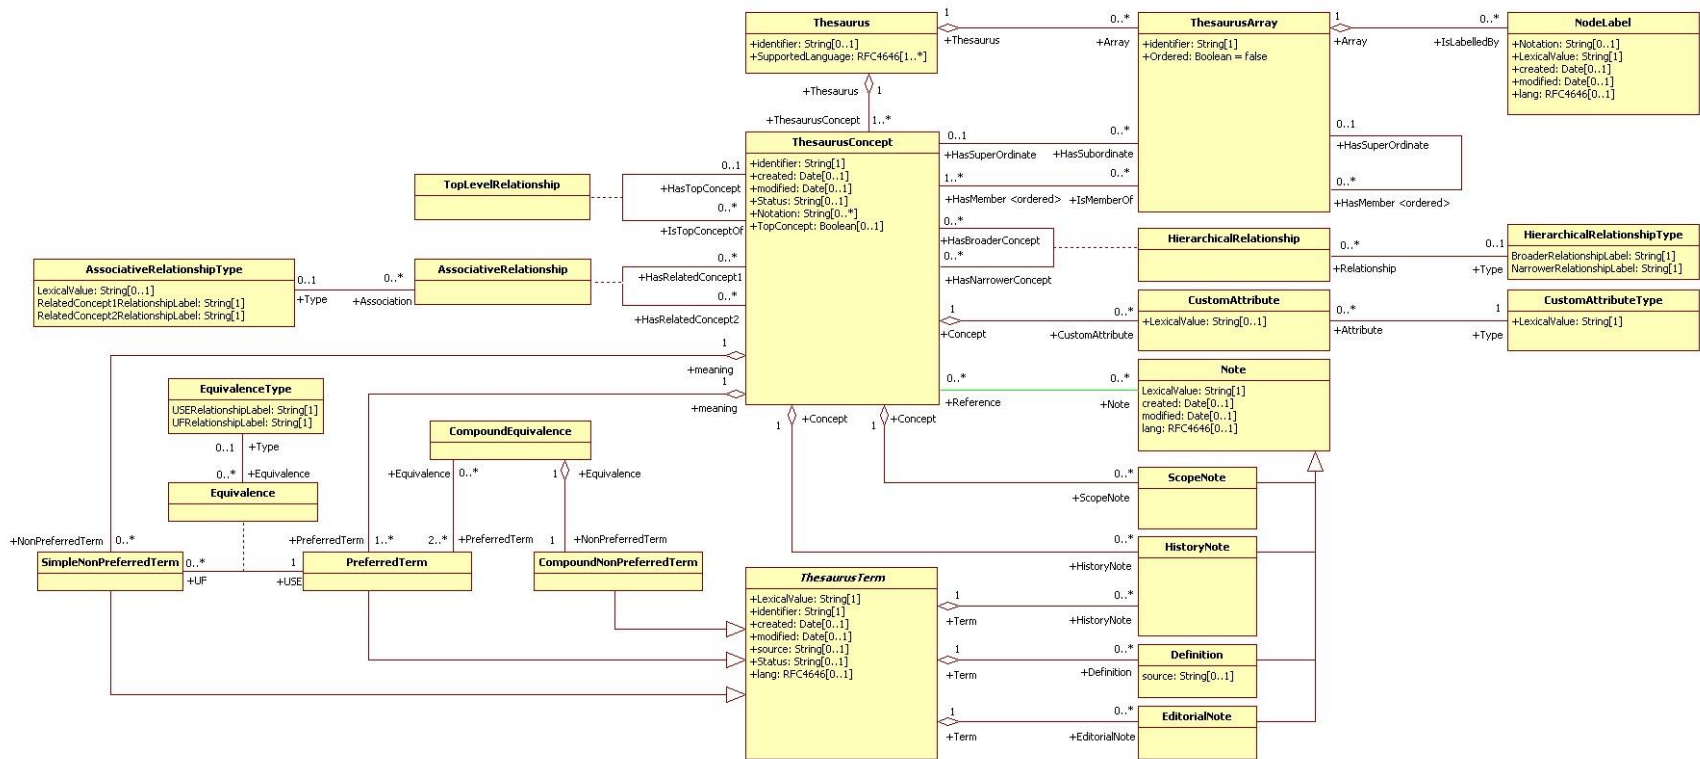 Thesaurus
+identifier: String[0..1]
+SupportedLanguage: RFC4646[1..*]
1
+Thesaurus
0..*
+Array
ThesaurusArray
+identifier: String[1]
+Ordered: Boolean = false
1
+Array
0..*
+IsLabelledBy
NodeLabel
+Notation: String[0..1]
+LexicalValue: String[1]
+created: Date[0..1]
+modified: Date[0..1]
+lang: RFC4646[0..1]
+Thesaurus
1
+ThesaurusConcept
1..*
ThesaurusConcept
+identifier: String[1]
+created: Date[0..1]
+modified: Date[0..1]
+Status: String[0..1]
+Notation: String[0..*]
+TopConcept: Boolean[0..1]
0..1
+HasSuperOrdinate
0..*
+HasSubordinate
1..*
+HasMember <ordered>
0..*
+IsMemberOf
0..1
+HasSuperOrdinate
0..*
+HasMember <ordered>
TopLevelRelationship
0..1
+HasTopConcept
0..*
+IsTopConceptOf
0..*
+HasBroaderConcept
0..*
+HasNarrowerConcept
HierarchicalRelationship
0..*
+Relationship
0..1
+Type
HierarchicalRelationshipType
BroaderRelationshipLabel: String[1]
NarrowerRelationshipLabel: String[1]
AssociativeRelationshipType
LexicalValue: String[0..1]
RelatedConcept1RelationshipLabel: String[1]
RelatedConcept2RelationshipLabel: String[1]
0..1
+Type
0..*
+Association
AssociativeRelationship
0..*
+HasRelatedConcept1
0..*
+HasRelatedConcept2
1
+Concept
0..*
+CustomAttribute
CustomAttribute
+LexicalValue: String[0..1]
0..*
+Attribute
1
+Type
CustomAttributeType
+LexicalValue: String[1]
1
+meaning
1
+meaning
0..*
+Reference
0..*
+Note
Note
LexicalValue: String[1]
created: Date[0..1]
modified: Date[0..1]
lang: RFC4646[0..1]
EquivalenceType
USERelationshipLabel: String[1]
UFRelationshipLabel: String[1]
0..1
+Type
0..*
+Equivalence
Equivalence
CompoundEquivalence
+Equivalence
0..*
1
+Equivalence
1
+Concept
1
+Concept
0..*
+ScopeNote
ScopeNote
0..*
+HistoryNote
HistoryNote
+NonPreferredTerm
0..*
+PreferredTerm
1..*
2..*
+PreferredTerm
1
+NonPreferredTerm
SimpleNonPreferredTerm
0..*
+UF
1
+USE
PreferredTerm
CompoundNonPreferredTerm
ThesaurusTerm
+LexicalValue: String[1]
+identifier: String[1]
+created: Date[0..1]
+modified: Date[0..1]
+source: String[0..1]
+Status: String[0..1]
+lang: RFC4646[0..1]
1
+Term
0..*
+HistoryNote
1
+Term
0..*
+Definition
Definition
source: String[0..1]
1
+Term
0..*
+EditorialNote
EditorialNote